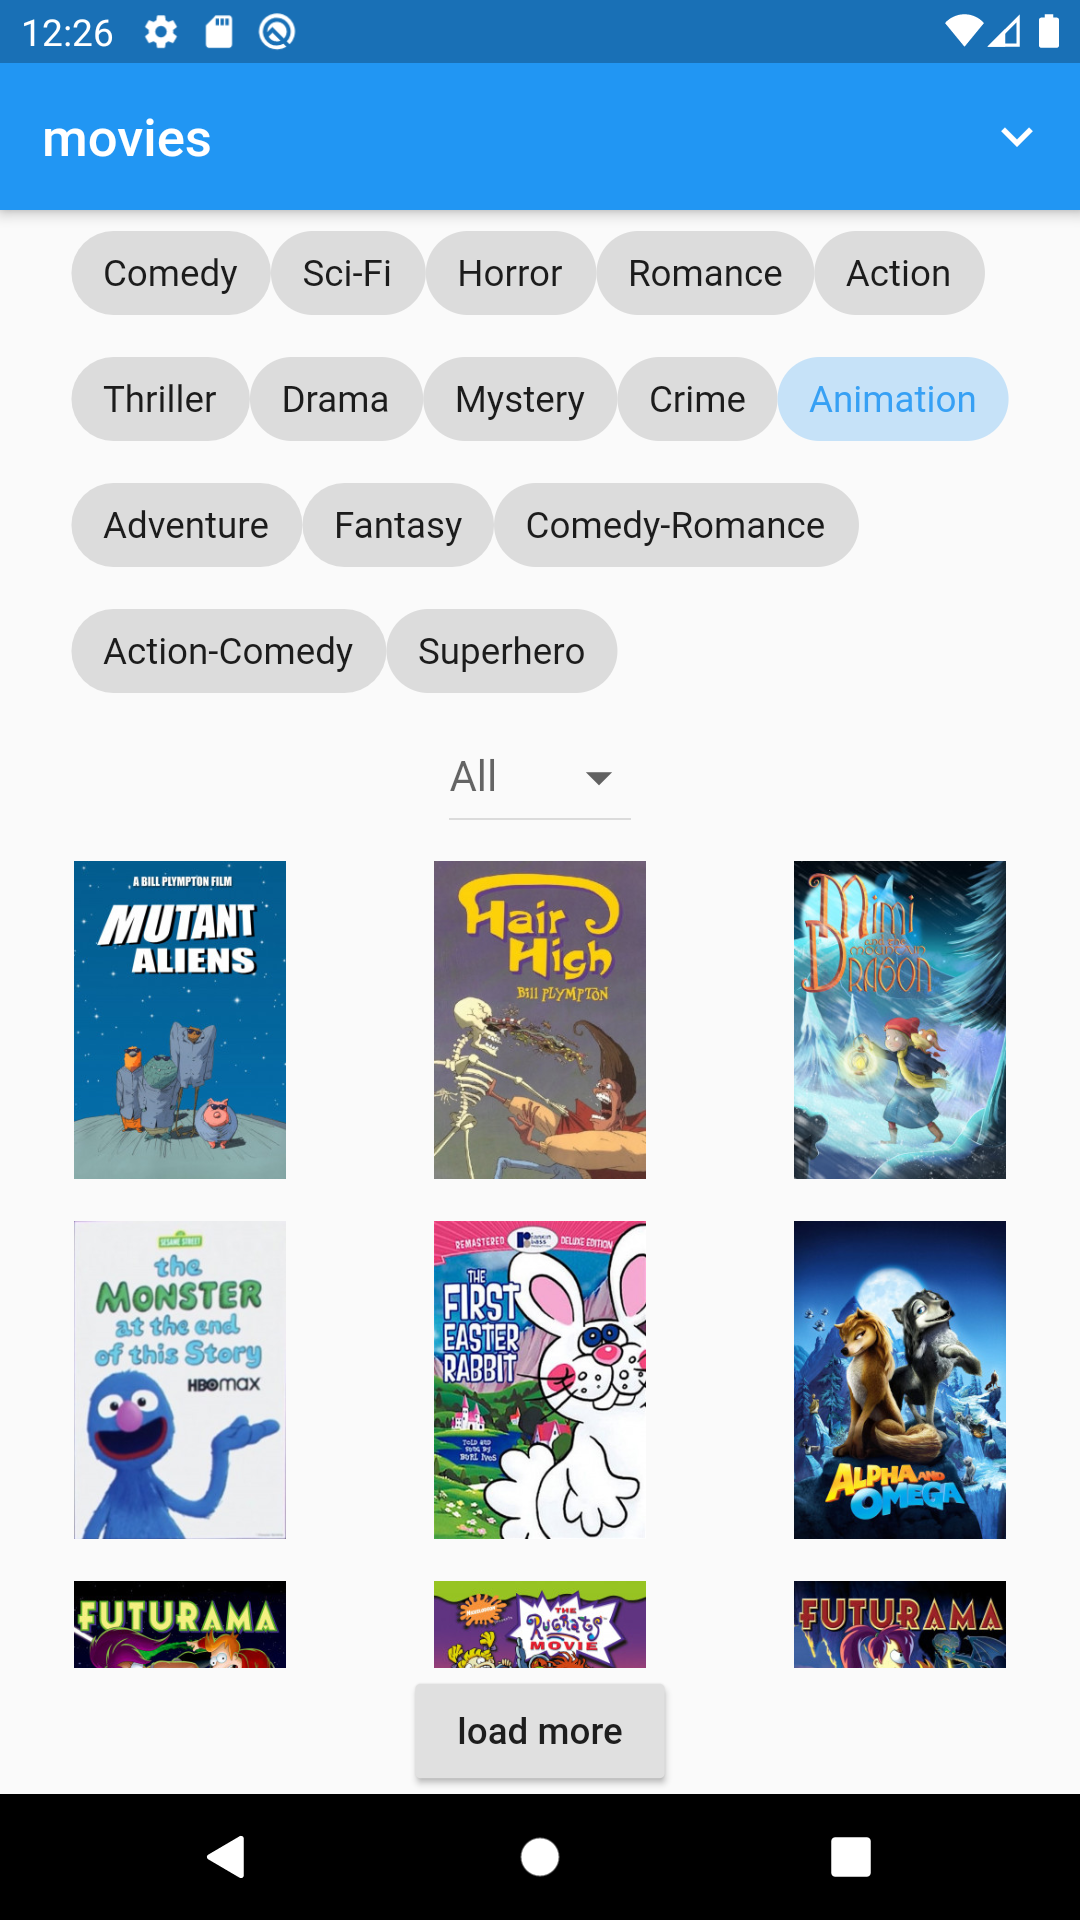 12:26
movies
Comedy Sci-Fi Horror Romance Action
Thriller Drama Mystery Crime Animation
Adventure Fantasy Comedy-Romance
Action-Comedy Superhero
All
A BILL PLYMPTON FILM
MUTANT
ALIENS
Hair
High
BILL PLYMPTON
Mimi
AND THE
MOUNTAIN
DRAGON
SESAME STREET
the
MONSTER
at the end
of this Story
HBOmax
REMASTERED DELUXE EDITION
THE
FIRST
EASTER
RABBIT
TOLD AND
SUNG BY
BURL IVES
ALPHA AND
OMEGA
FUTURAMA
NICKELODEON
THE
Rugrats
MOVIE
FUTURAMA
load more